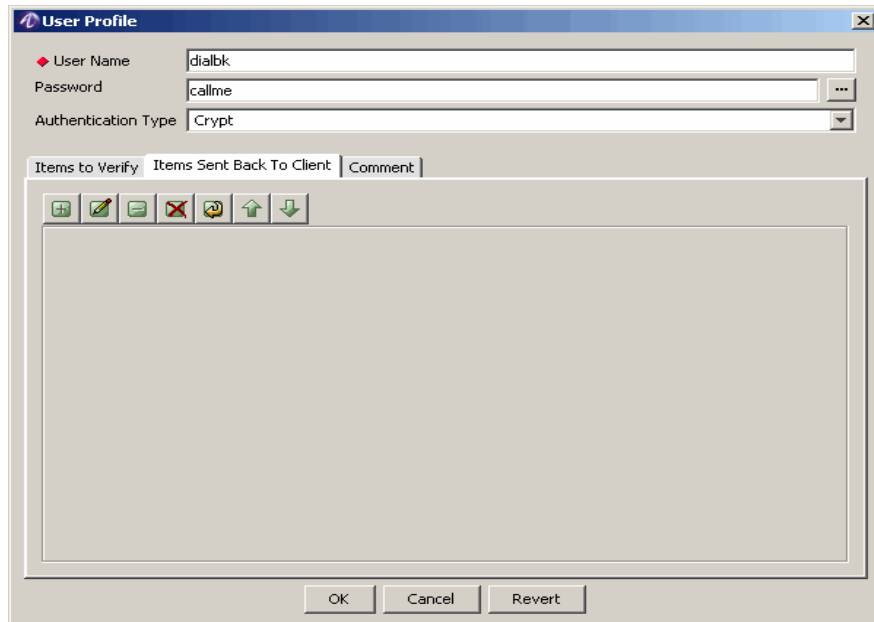 User Profile
User Name dialbk
Password callme ...
Authentication Type Crypt
Items to Verify Items Sent Back To Client Comment
OK Cancel Revert